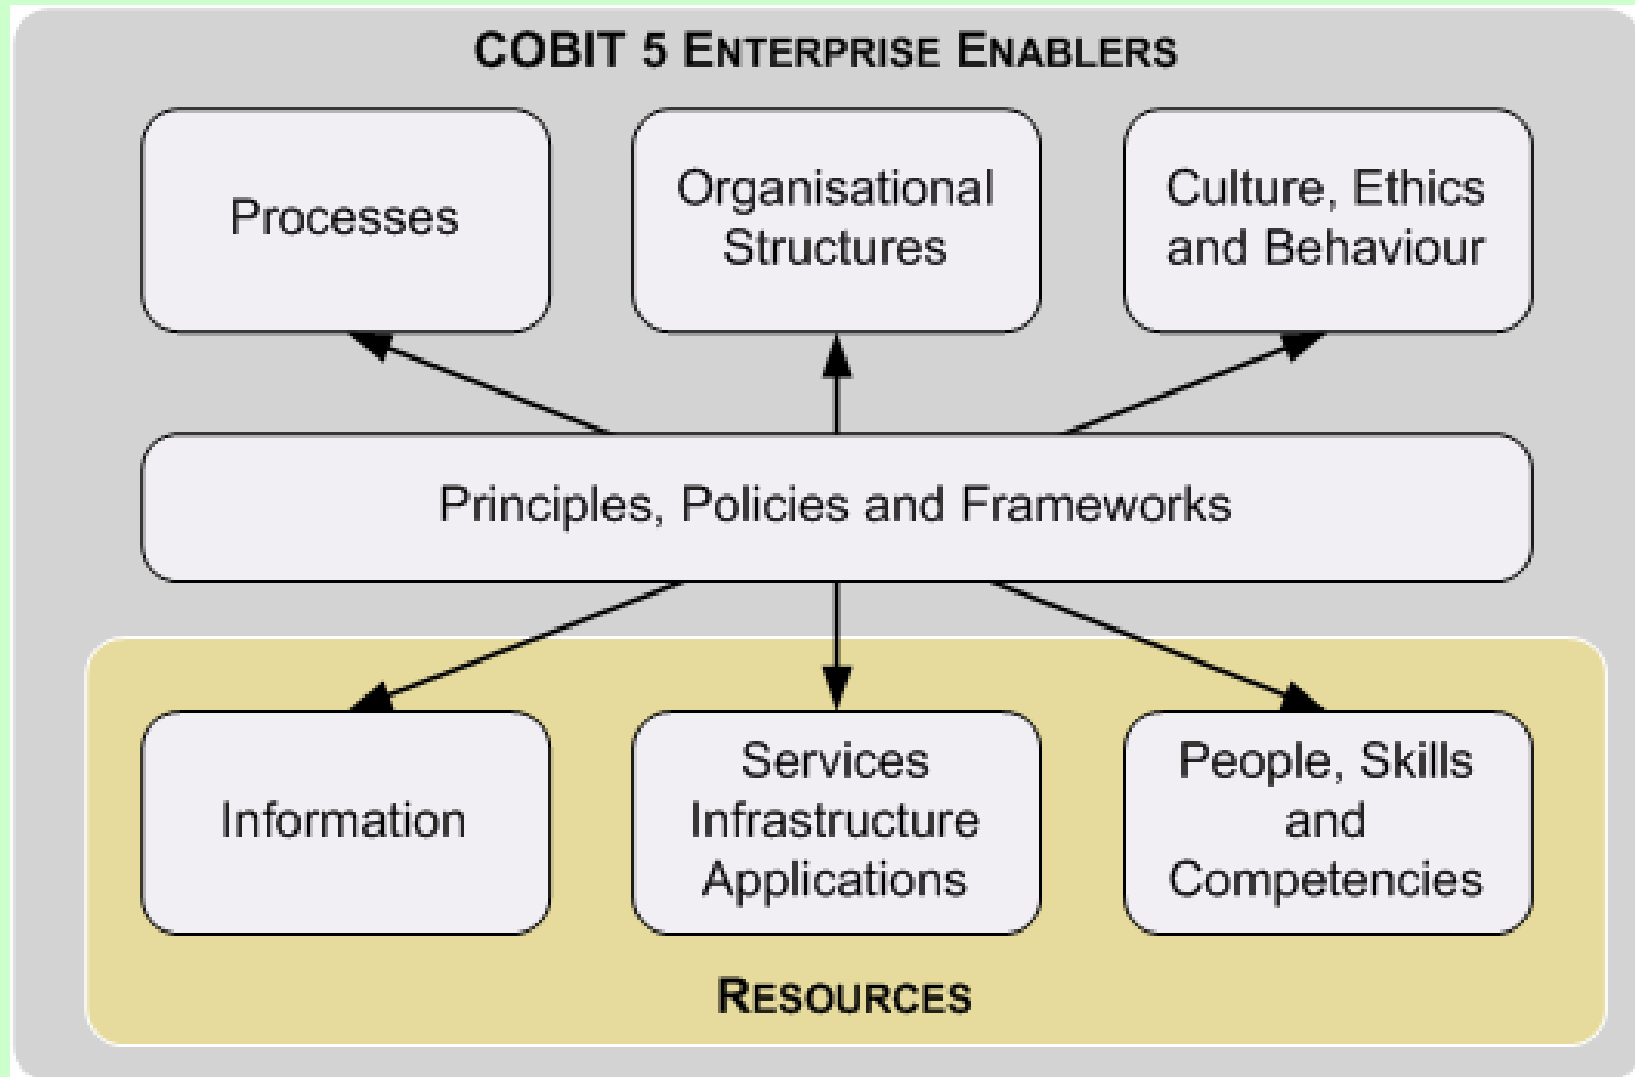 COBIT 5 ENTERPRISE ENABLERS
Processes
Organisational
Structures
Culture, Ethics
and Behaviour
Principles, Policies and Frameworks
Information
Services
Infrastructure
Applications
People, Skills
and
Competencies
RESOURCES